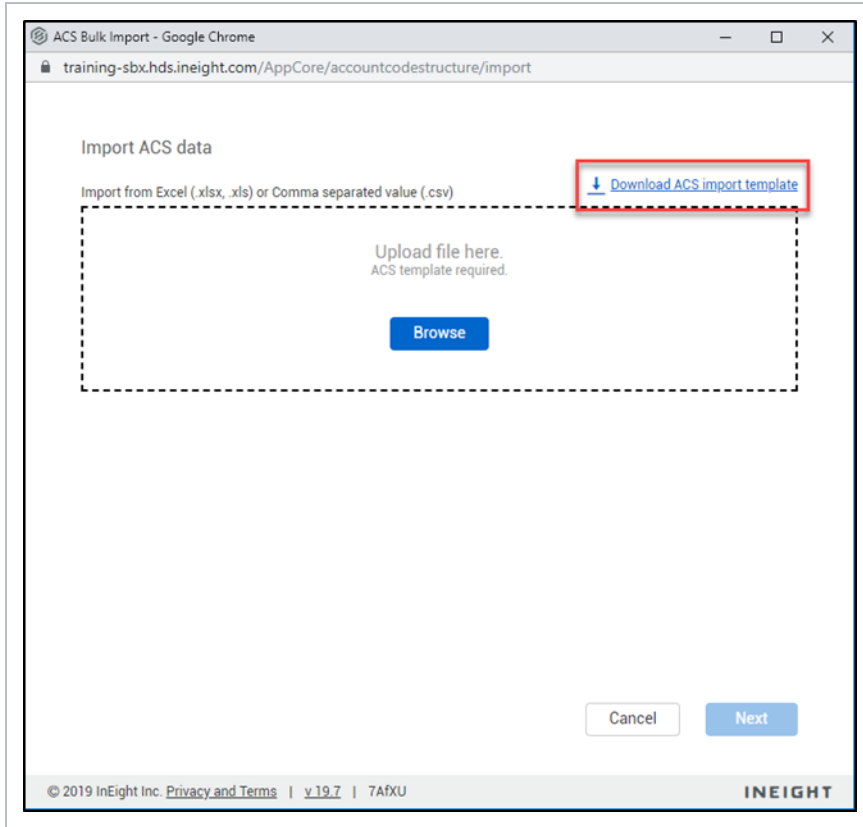 ACS Bulk Import - Google Chrome
training-sbx.hds.ineight.com/AppCore/accountcodestructure/import
Import ACS data
Download ACS import template
Import from Excel (.xlsx, .xls) or Comma separated value (.csv)
Upload file here.
ACS template required.
Browse
Cancel Next
© 2019 InEight Inc. Privacy and Terms | v 19.7 | 7AfXU INEIGHT